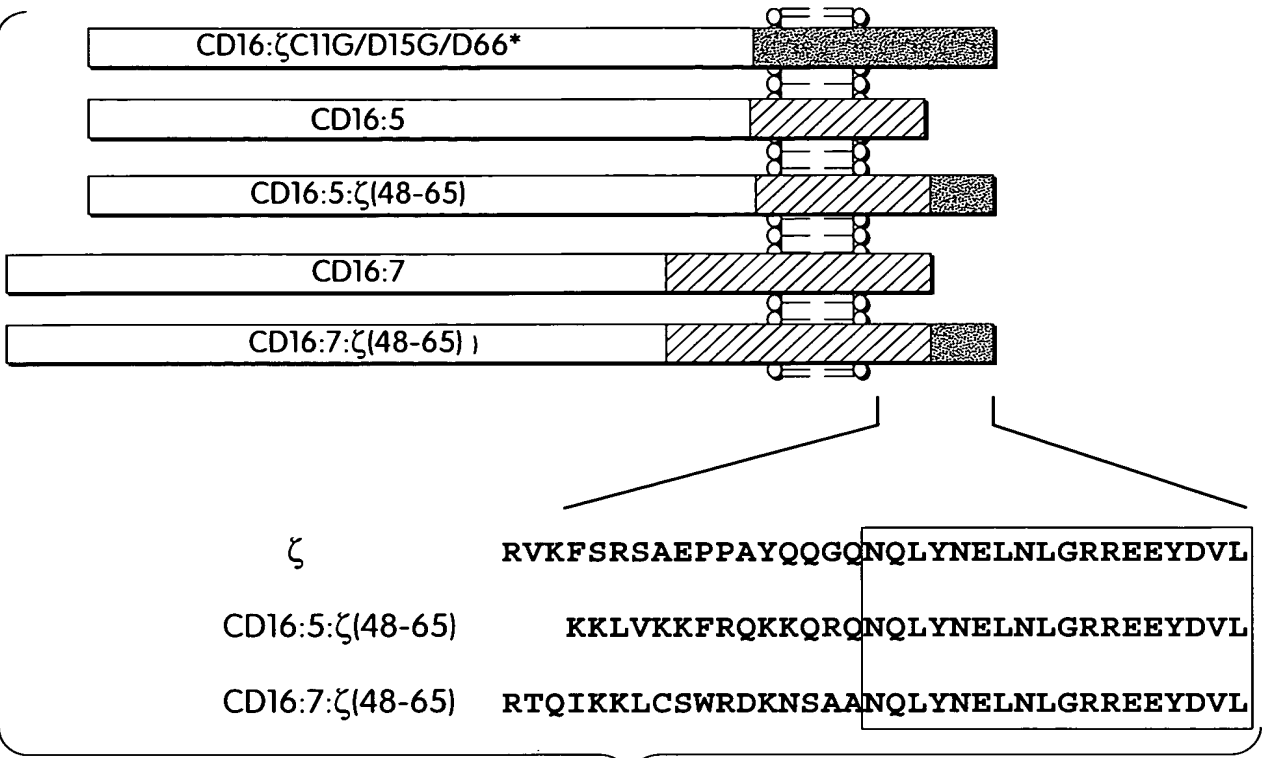 CD16:ζC11G/D15G/D66*
CD16:5
CD16:5:ζ(48-65)
CD16:7
CD16:7:ζ(48-65) )
ζ RVKFSRSAEPPAYQQGQNQLYNELNLGRREEYDVL
CD16:5:ζ(48-65) KKLVKKFRQKKQRQNQLYNELNLGRREEYDVL
CD16:7:ζ(48-65) RTQIKKLCSWRDKNSAANQLYNELNLGRREEYDVL